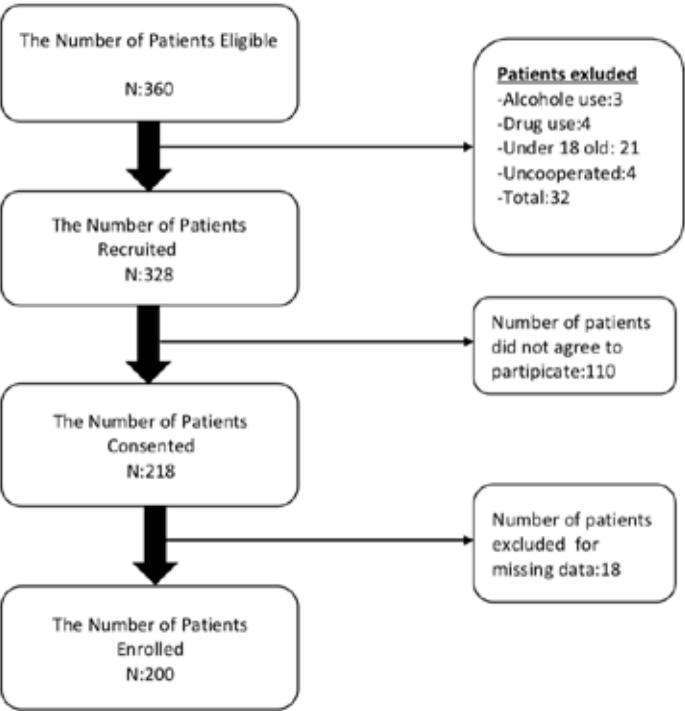 The Number of Patients Eligible
N:360
Patients exluded
-Alcohole use:3
-Drug use:4
-Under 18 old: 21
-Uncooperated:4
-Total:32
The Number of Patients
Recruited
N:328
Number of patients
did not agree to
partipicate:110
The Number of Patients
Consented
N:218
Number of patients
excluded for
missing data:18
The Number of Patients
Enrolled
N:200